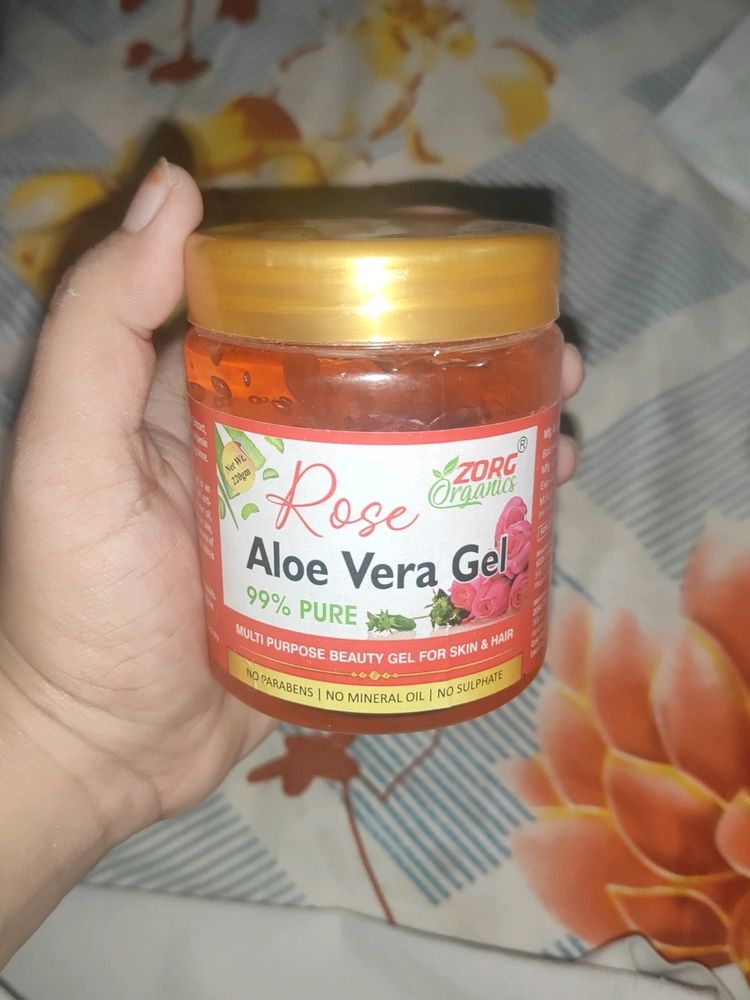 Net Wt.
220gm
ZORG®
Organics
Rose
Aloe Vera Gel
99% PURE
MULTI PURPOSE BEAUTY GEL FOR SKIN & HAIR
NO PARABENS | NO MINERAL OIL | NO SULPHATE